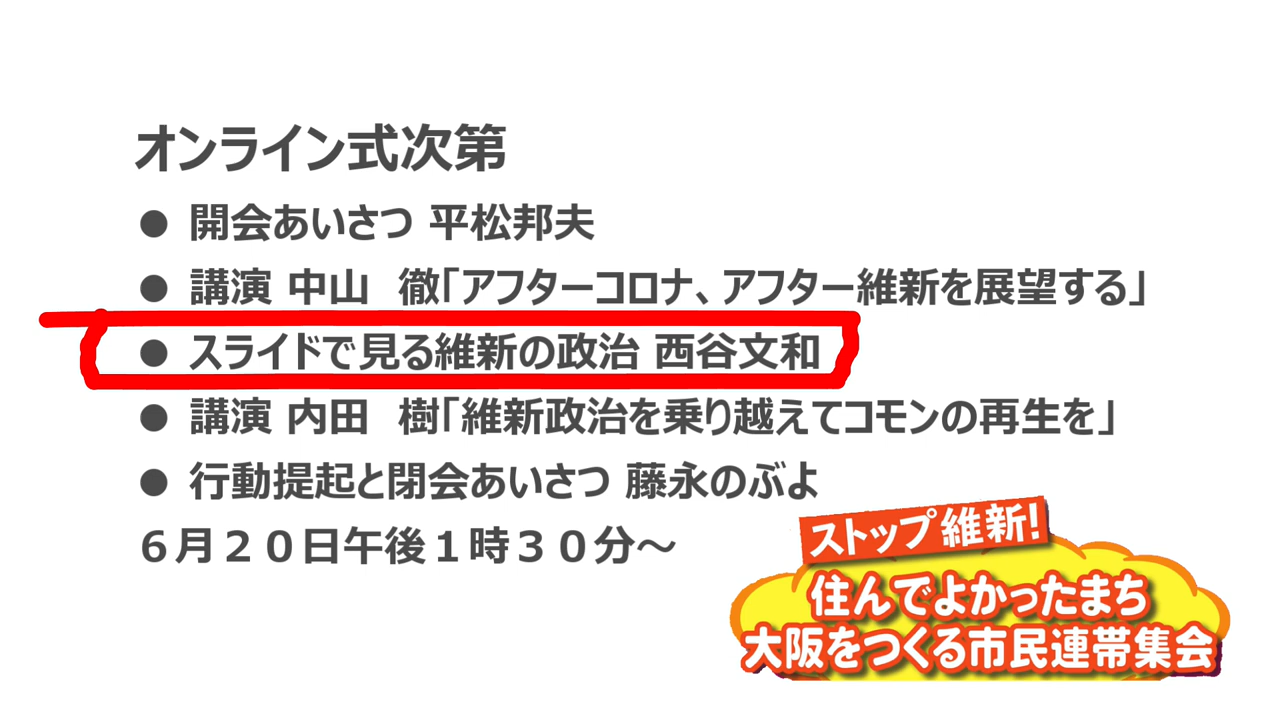 オンライン式次第
● 開会あいさつ 平松邦夫
● 講演 中山　徹「アフターコロナ、アフター維新を展望する」
● スライドで見る維新の政治 西谷文和
● 講演 内田　樹「維新政治を乗り越えてコモンの再生を」
● 行動提起と閉会あいさつ 藤永のぶよ
６月２０日午後１時３０分～
ストップ維新!
住んでよかったまち
大阪をつくる市民連帯集会